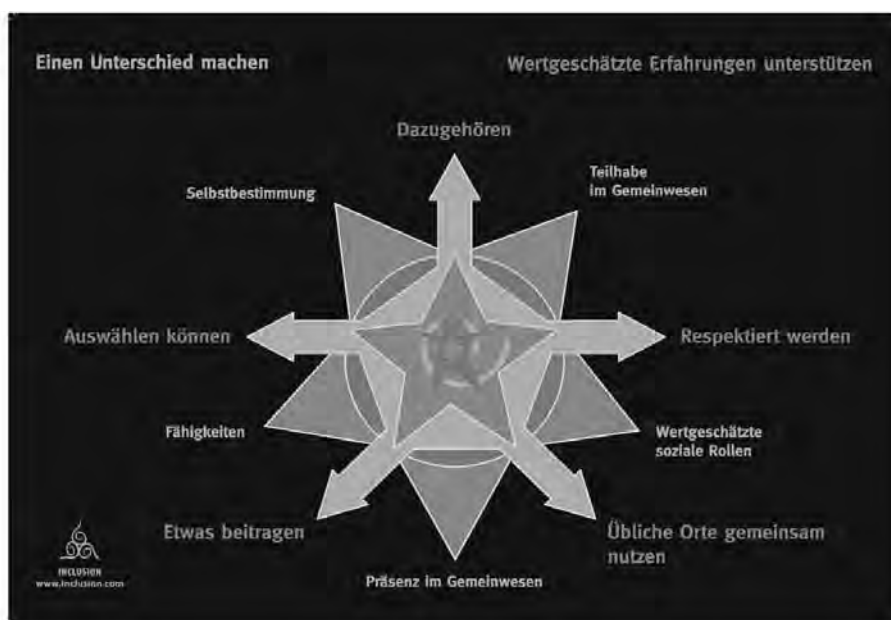 Einen Unterschied machen
Wertgeschätzte Erfahrungen unterstützen
Dazugehören
Selbstbestimmung
Teilhabe
im Gemeinwesen
Auswählen können
Respektiert werden
Fähigkeiten
Wertgeschätzte
soziale Rollen
Etwas beitragen
Übliche Orte gemeinsam
nutzen
Präsenz im Gemeinwesen
INCLUSION
www.inclusion.com